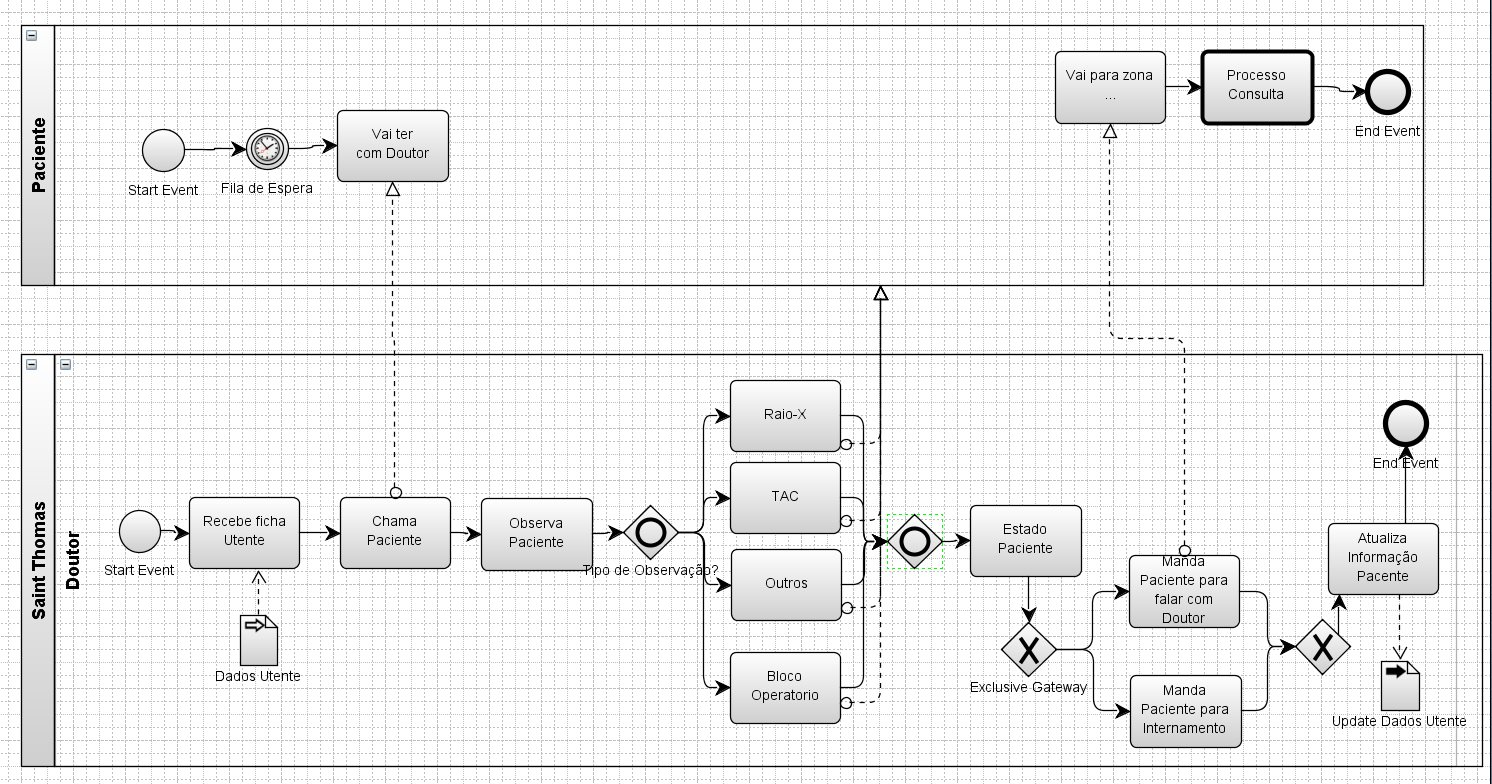 Paciente
Start Event
Fila de Espera
Vai ter
com Doutor
Vai para zona
...
Processo
Consulta
End Event
Saint Thomas
Doutor
Start Event
Recebe ficha
Utente
Dados Utente
Chama
Paciente
Observa
Paciente
Tipo de Observação?
Raio-X
TAC
Outros
Bloco
Operatorio
Estado
Paciente
Exclusive Gateway
Manda
Paciente para
falar com
Doutor
Manda
Paciente para
Internamento
End Event
Atualiza
Informação
Pacente
Update Dados Utente